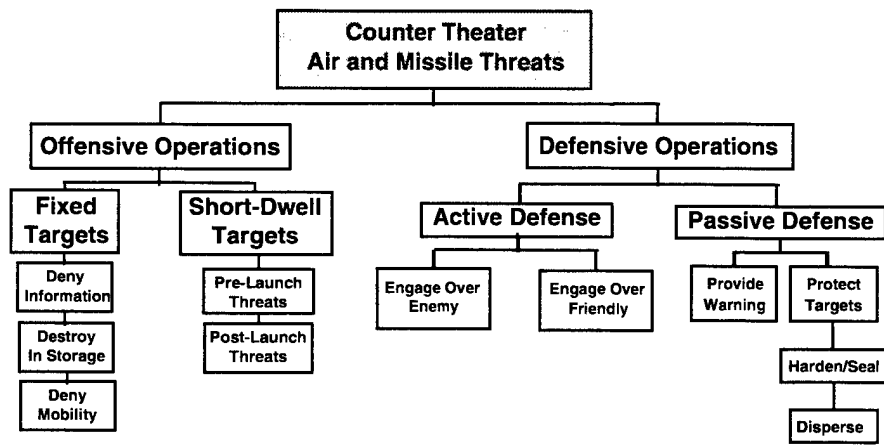 Counter Theater
Air and Missile Threats
Offensive Operations
Defensive Operations
Fixed
Targets
Short-Dwell
Targets
Active Defense
Passive Defense
Deny
Information
Pre-Launch
Threats
Engage Over
Enemy
Engage Over
Friendly
Provide
Warning
Protect
Targets
Destroy
In Storage
Post-Launch
Threats
Harden/Seal
Deny
Mobility
Disperse